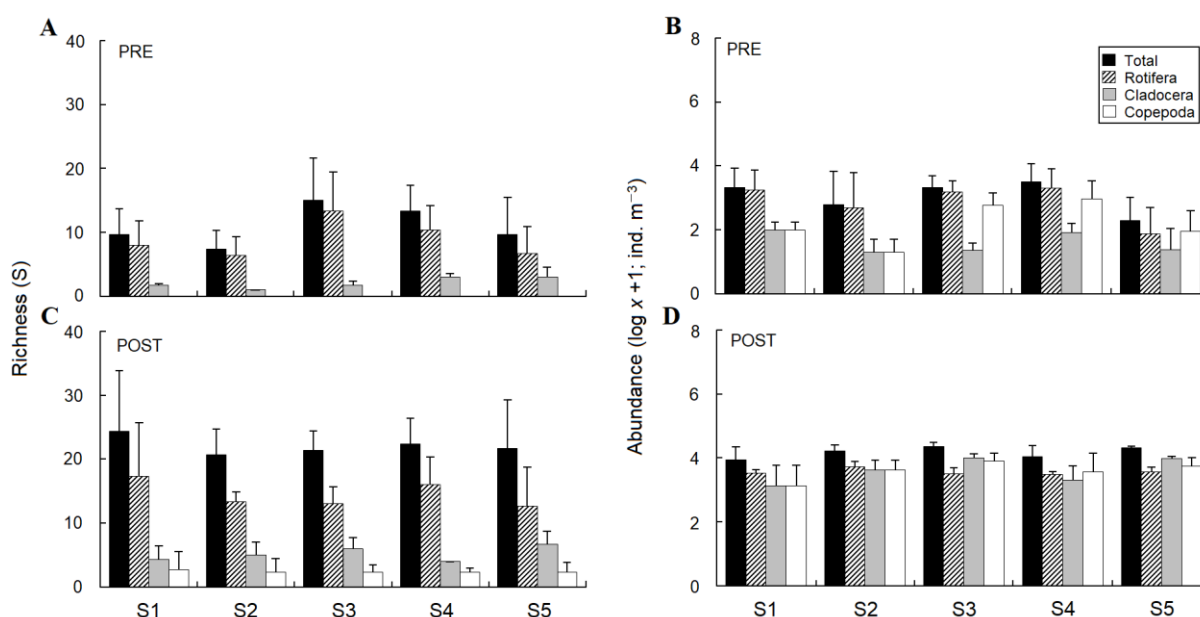 A
B
40
30
20
10
0
PRE
8
6
4
2
0
PRE
Total
Rotifera
Cladocera
Copepoda
Richness (S)
Abundance (log x +1; ind. m⁻³)
C
D
40
30
20
10
0
POST
8
6
4
2
0
POST
S1 S2 S3 S4 S5
S1 S2 S3 S4 S5